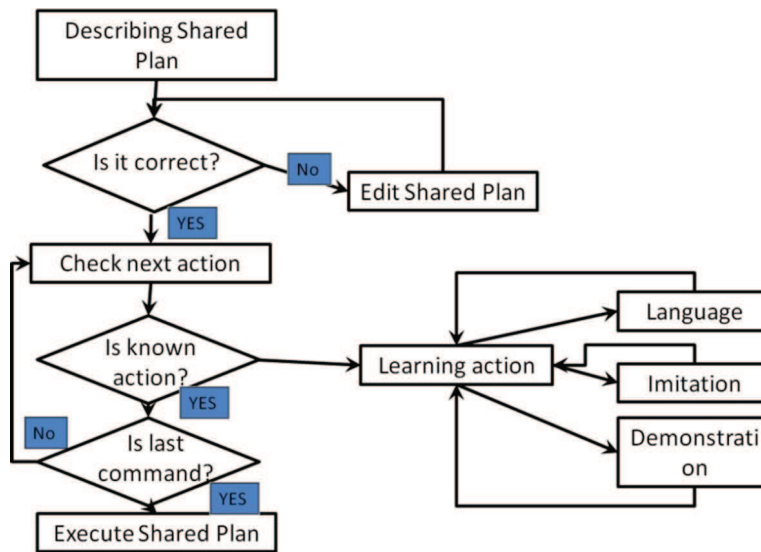 Describing Shared
Plan
Is it correct?
No
Edit Shared Plan
YES
Check next action
Language
Is known
action?
Learning action
Imitation
YES
No
Is last
command?
Demonstrati
on
YES
Execute Shared Plan